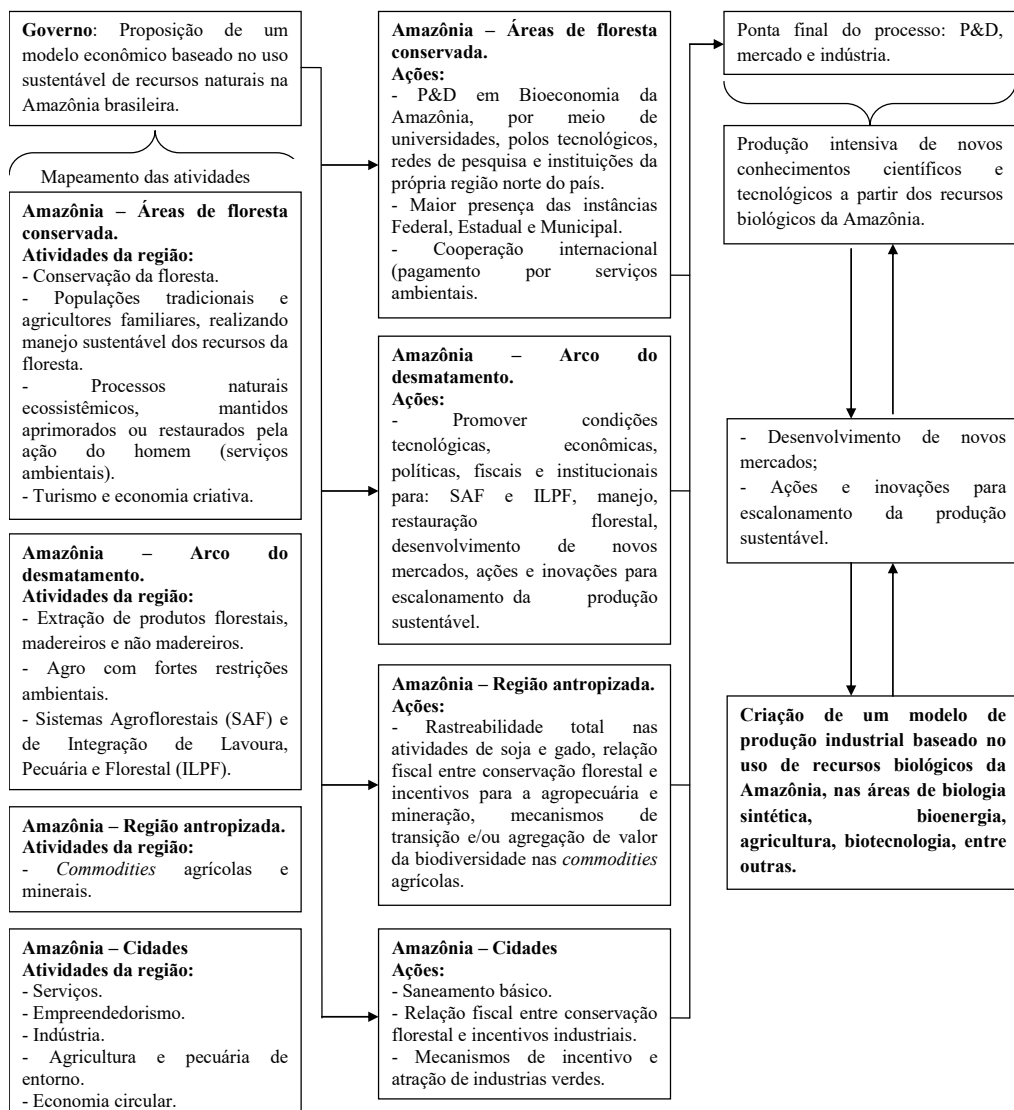 Governo: Proposição de um
modelo econômico baseado no uso
sustentável de recursos naturais na
Amazônia brasileira.
Mapeamento das atividades
Amazônia – Áreas de floresta
conservada.
Atividades da região:
- Conservação da floresta.
- Populações tradicionais e
agricultores familiares, realizando
manejo sustentável dos recursos da
floresta.
- Processos naturais
ecossistêmicos, mantidos
aprimorados ou restaurados pela
ação do homem (serviços
ambientais).
- Turismo e economia criativa.
Amazônia – Arco do
desmatamento.
Atividades da região:
- Extração de produtos florestais,
madereiros e não madereiros.
- Agro com fortes restrições
ambientais.
- Sistemas Agroflorestais (SAF) e
de Integração de Lavoura,
Pecuária e Florestal (ILPF).
Amazônia – Região antropizada.
Atividades da região:
- Commodities agrícolas e
minerais.
Amazônia – Cidades
Atividades da região:
- Serviços.
- Empreendedorismo.
- Indústria.
- Agricultura e pecuária de
entorno.
- Economia circular.
Amazônia – Áreas de floresta
conservada.
Ações:
- P&D em Bioeconomia da
Amazônia, por meio de
universidades, polos tecnológicos,
redes de pesquisa e instituições da
própria região norte do país.
- Maior presença das instâncias
Federal, Estadual e Municipal.
- Cooperação internacional
(pagamento por serviços
ambientais.
Amazônia – Arco do
desmatamento.
Ações:
- Promover condições
tecnológicas, econômicas,
políticas, fiscais e institucionais
para: SAF e ILPF, manejo,
restauração florestal,
desenvolvimento de novos
mercados, ações e inovações para
escalonamento da produção
sustentável.
Amazônia – Região antropizada.
Ações:
- Rastreabilidade total nas
atividades de soja e gado, relação
fiscal entre conservação florestal e
incentivos para a agropecuária e
mineração, mecanismos de
transição e/ou agregação de valor
da biodiversidade nas commodities
agrícolas.
Amazônia – Cidades
Ações:
- Saneamento básico.
- Relação fiscal entre conservação
florestal e incentivos industriais.
- Mecanismos de incentivo e
atração de industrias verdes.
Ponta final do processo: P&D,
mercado e indústria.
Produção intensiva de novos
conhecimentos científicos e
tecnológicos a partir dos recursos
biológicos da Amazônia.
- Desenvolvimento de novos
mercados;
- Ações e inovações para
escalonamento da produção
sustentável.
Criação de um modelo de
produção industrial baseado no
uso de recursos biológicos da
Amazônia, nas áreas de biologia
sintética, bioenergia,
agricultura, biotecnologia, entre
outras.